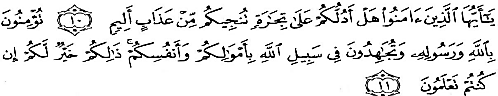 يَٰٓأَيُّهَا ٱلَّذِينَ ءَامَنُوا۟ هَلْ أَدُلُّكُمْ عَلَىٰ تِجَٰرَةٍ تُنجِيكُم مِّنْ عَذَابٍ أَلِيمٍ ١٠ تُؤْمِنُونَ
بِٱللَّهِ وَرَسُولِهِۦ وَتُجَٰهِدُونَ فِى سَبِيلِ ٱللَّهِ بِأَمْوَٰلِكُمْ وَأَنفُسِكُمْ ۚ ذَٰلِكُمْ خَيْرٌ لَّكُمْ إِن
كُنتُمْ تَعْلَمُونَ ١١